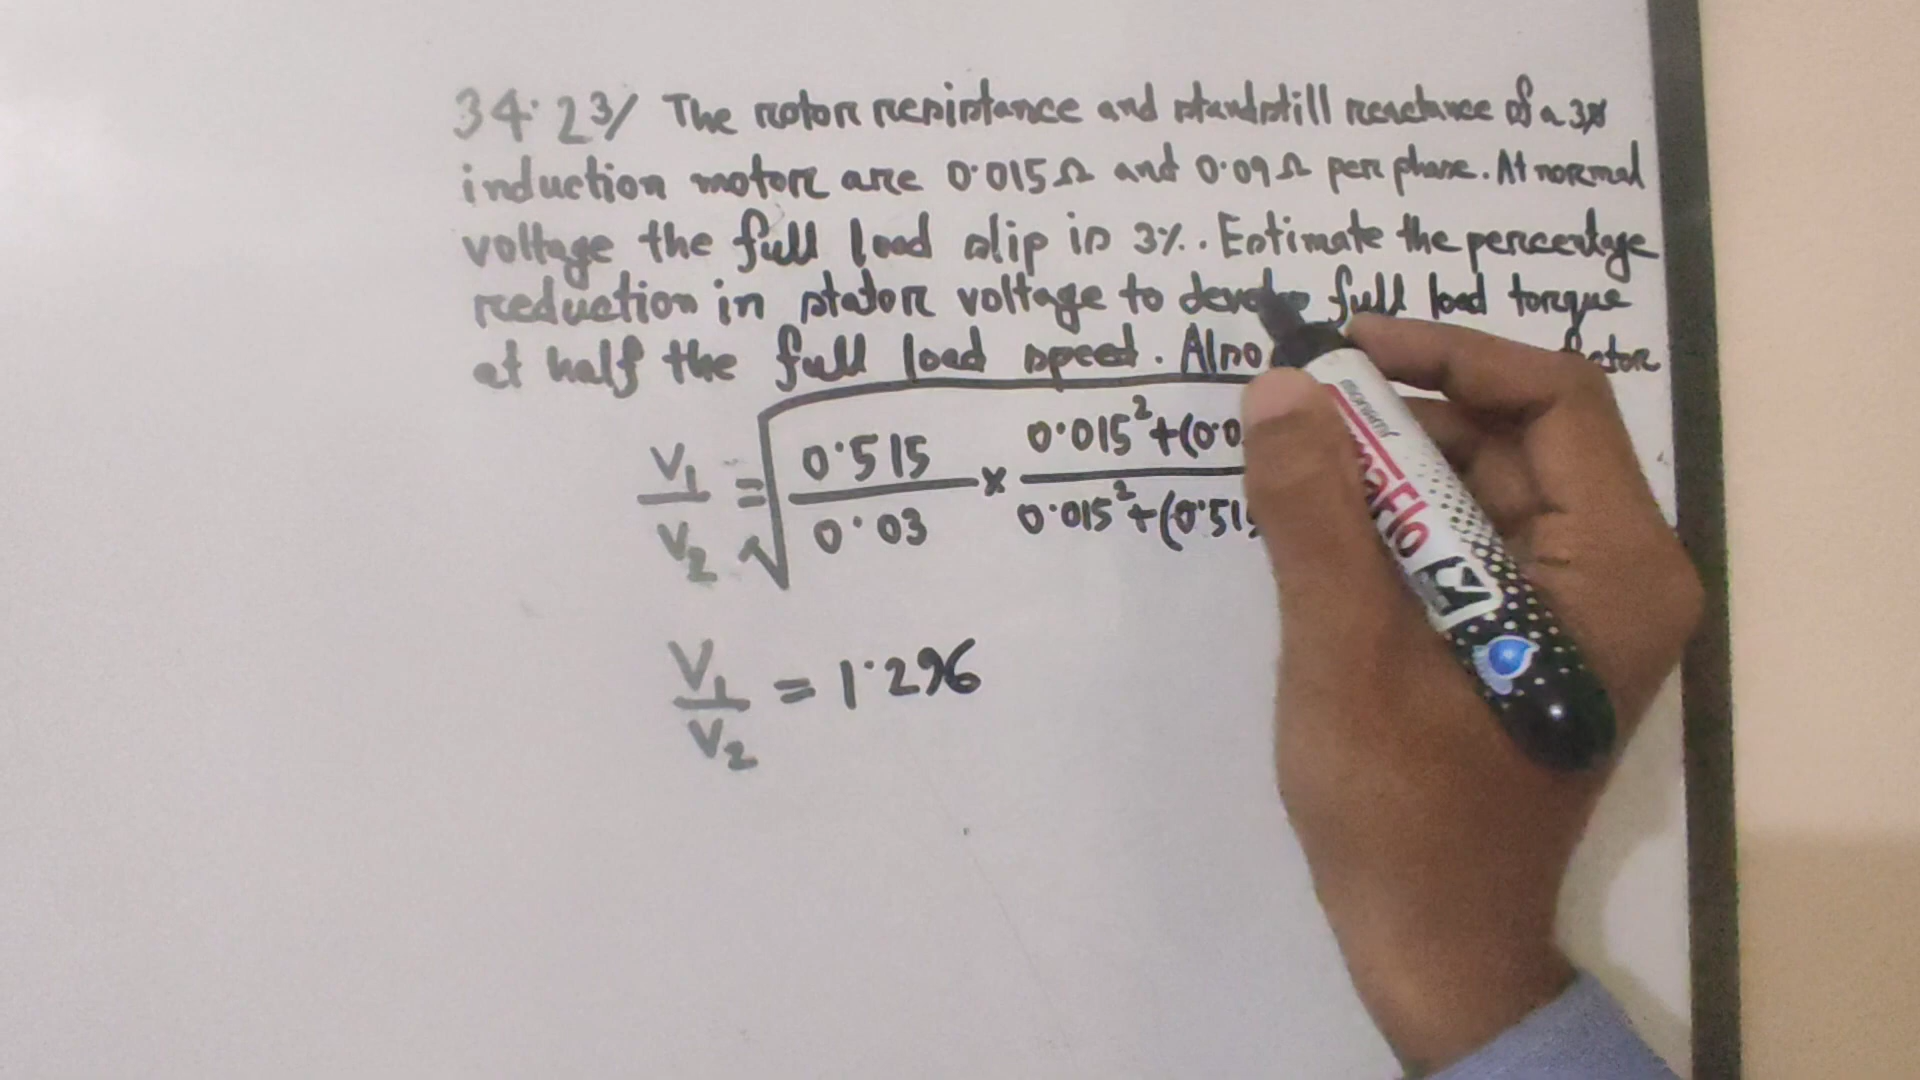 34.23/ The rotor resistance and standstill reactance of a 3φ
induction motor are 0.015Ω and 0.09Ω per phase. At normal
voltage the full load slip is 3%. Estimate the percentage
reduction in stator voltage to full load torque
at half the full load speed. Also
V1/V2 = √ 0.515/0.03 × 0.015²+(0.0 / 0.015²+(0.515
V1/V2 = 1.296